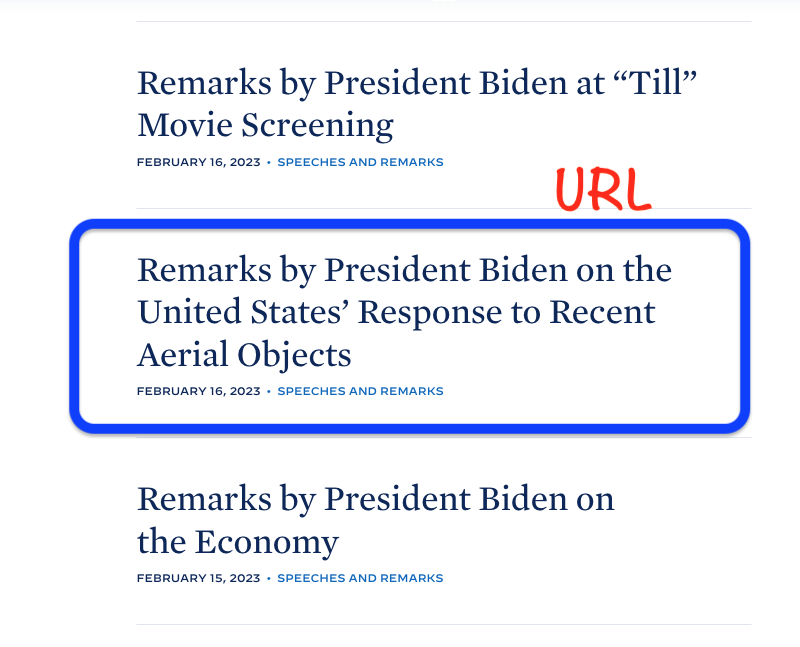 Remarks by President Biden at “Till”
Movie Screening
FEBRUARY 16, 2023 • SPEECHES AND REMARKS
URL
Remarks by President Biden on the
United States’ Response to Recent
Aerial Objects
FEBRUARY 16, 2023 • SPEECHES AND REMARKS
Remarks by President Biden on
the Economy
FEBRUARY 15, 2023 • SPEECHES AND REMARKS